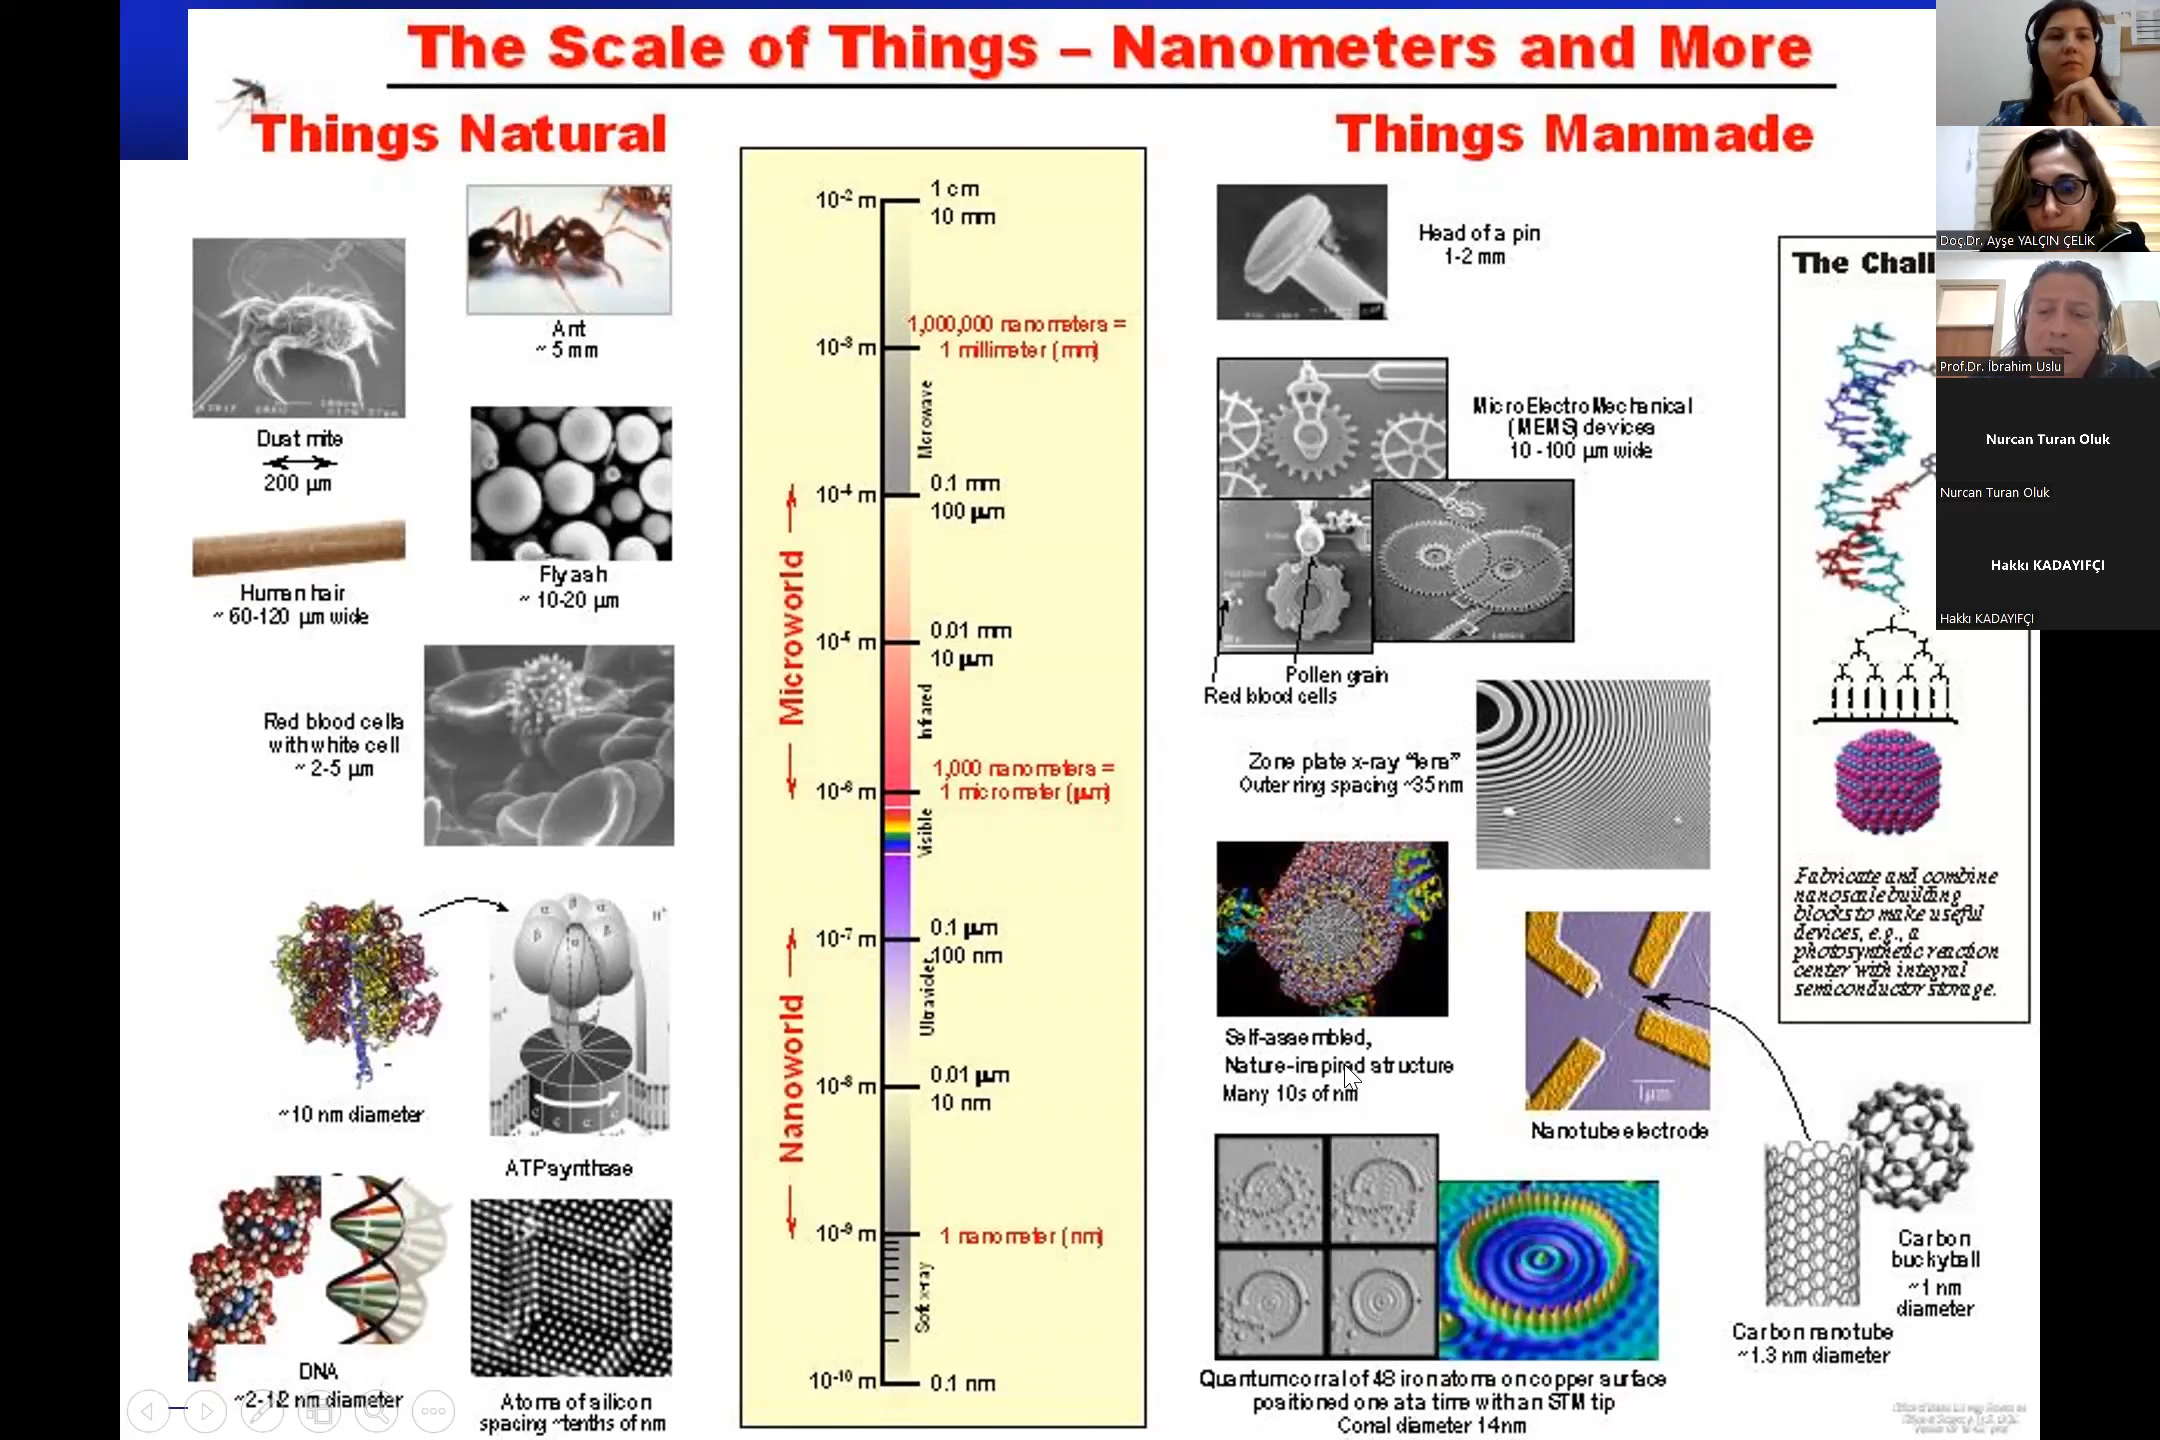 The Scale of Things – Nanometers and More
Things Natural
Things Manmade
Ant
~ 5 mm
Dust mite
200 µm
Human hair
~ 60-120 µm wide
Fly ash
~ 10-20 µm
Red blood cells
with white cell
~ 2-5 µm
~10 nm diameter
ATP synthase
DNA
nm diameter
Atoms of silicon
spacing ~tenths of nm
10-2 m
1 cm
10 mm
1,000,000 nanometers =
10-3 m
1 millimeter (mm)
Microwave
10-4 m
0.1 mm
100 µm
Microworld
10-5 m
0.01 mm
10 µm
Infrared
1,000 nanometers =
10-6 m
1 micrometer (µm)
Visible
10-7 m
0.1 µm
100 nm
Ultraviolet
Nanoworld
10-8 m
0.01 µm
10 nm
10-9 m
1 nanometer (nm)
Soft x-ray
10-10 m
0.1 nm
Head of a pin
1-2 mm
MicroElectroMechanical
(MEMS) devices
10 -100 µm wide
Pollen grain
Red blood cells
Zone plate x-ray “lens”
Outer ring spacing ~35 nm
Self-assembled,
Nature-inspired structure
Many 10s of nm
1µm
Nanotube electrode
Carbon
buckyball
~1 nm
diameter
Carbon nanotube
~1.3 nm diameter
Quantum corral of 48 iron atoms on copper surface
positioned one at a time with an STM tip
Corral diameter 14 nm
The Chall
Fabricate and combine
nanoscale building
blocks to make useful
devices, e.g., a
photosynthetic reaction
center with integral
semiconductor storage.
Doç.Dr. Ayşe YALÇIN ÇELİK
Prof.Dr. İbrahim Uslu
Nurcan Turan Oluk
Nurcan Turan Oluk
Hakkı KADAYIFÇI
Hakkı KADAYIFÇI